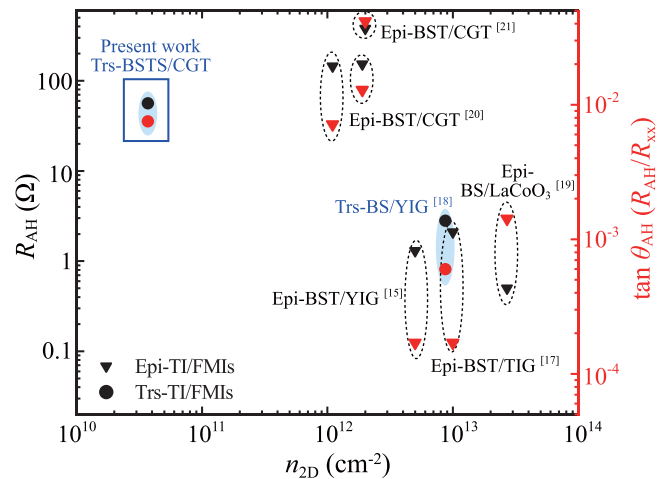 Epi-BST/CGT [21]
Present work
Trs-BSTS/CGT
Epi-BST/CGT [20]
Epi-
BS/LaCoO3 [19]
Trs-BS/YIG [18]
Epi-BST/YIG [15]
Epi-BST/TIG [17]
Epi-TI/FMIs
Trs-TI/FMIs
100
10
1
0.1
RAH (Ω)
10-2
10-3
10-4
tan θAH (RAH/Rxx)
1010
1011
1012
1013
1014
n2D (cm-2)